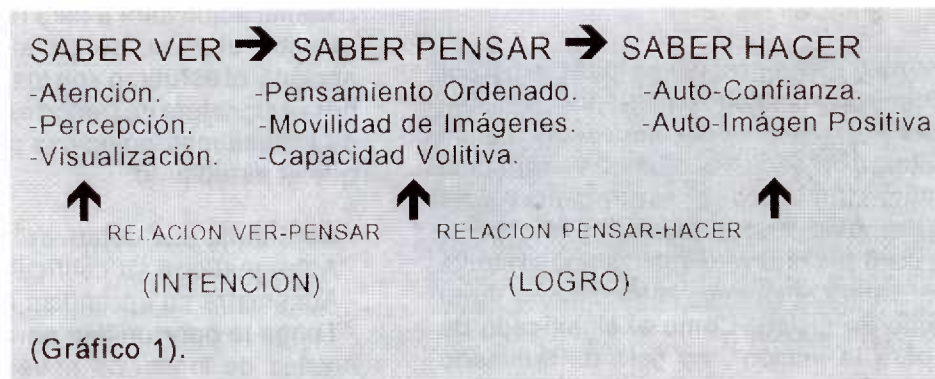 SABER VER ➔ SABER PENSAR ➔ SABER HACER
-Atención. -Pensamiento Ordenado. -Auto-Confianza.
-Percepción. -Movilidad de Imágenes. -Auto-Imágen Positiva
-Visualización. -Capacidad Volitiva.
RELACION VER-PENSAR RELACION PENSAR-HACER
(INTENCION) (LOGRO)
(Gráfico 1).